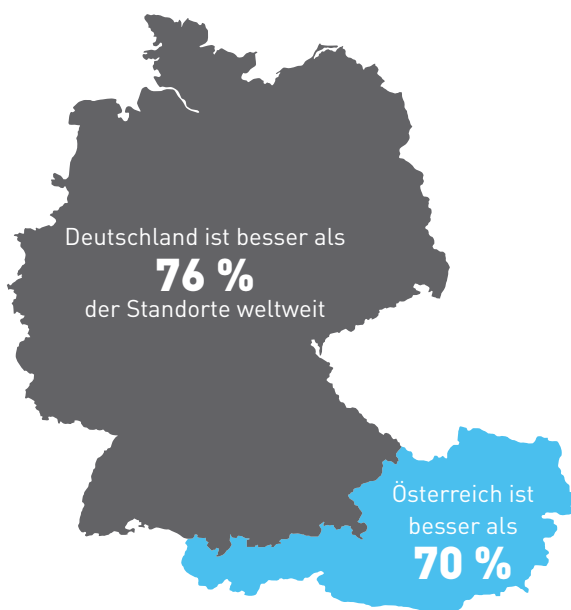 Deutschland ist besser als
76 %
der Standorte weltweit
Österreich ist
besser als
70 %